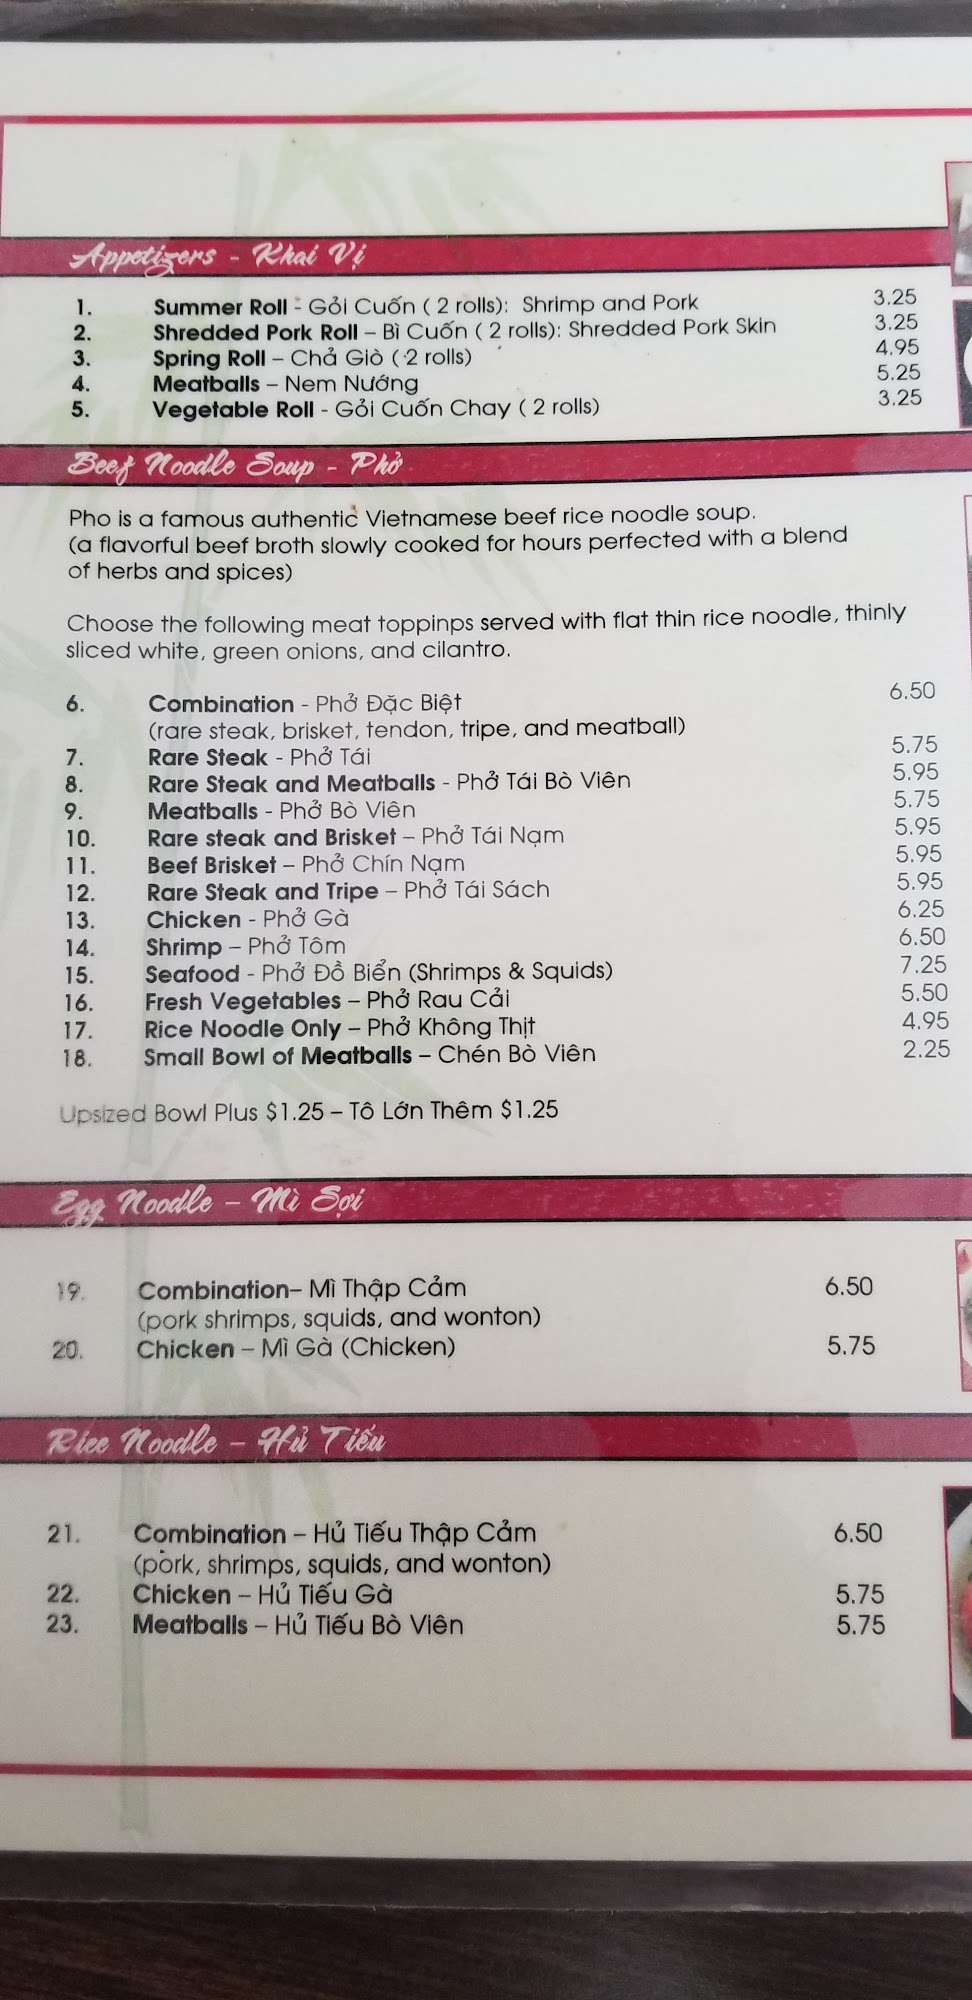 Appetizers - Khai Vị
1. Summer Roll - Gỏi Cuốn ( 2 rolls): Shrimp and Pork 3.25
2. Shredded Pork Roll – Bì Cuốn ( 2 rolls): Shredded Pork Skin 3.25
3. Spring Roll – Chả Giò ( 2 rolls) 4.95
4. Meatballs – Nem Nướng 5.25
5. Vegetable Roll - Gỏi Cuốn Chay ( 2 rolls) 3.25
Beef Noodle Soup - Phở
Pho is a famous authentic Vietnamese beef rice noodle soup.
(a flavorful beef broth slowly cooked for hours perfected with a blend
of herbs and spices)
Choose the following meat toppinps served with flat thin rice noodle, thinly
sliced white, green onions, and cilantro.
6. Combination - Phở Đặc Biệt 6.50
(rare steak, brisket, tendon, tripe, and meatball)
7. Rare Steak - Phở Tái 5.75
8. Rare Steak and Meatballs - Phở Tái Bò Viên 5.95
9. Meatballs - Phở Bò Viên 5.75
10. Rare steak and Brisket – Phở Tái Nạm 5.95
11. Beef Brisket – Phở Chín Nạm 5.95
12. Rare Steak and Tripe – Phở Tái Sách 5.95
13. Chicken - Phở Gà 6.25
14. Shrimp – Phở Tôm 6.50
15. Seafood - Phở Đồ Biển (Shrimps & Squids) 7.25
16. Fresh Vegetables – Phở Rau Cải 5.50
17. Rice Noodle Only – Phở Không Thịt 4.95
18. Small Bowl of Meatballs – Chén Bò Viên 2.25
Upsized Bowl Plus $1.25 – Tô Lớn Thêm $1.25
Egg Noodle - Mì Sợi
19. Combination– Mì Thập Cẩm 6.50
(pork shrimps, squids, and wonton)
20. Chicken – Mì Gà (Chicken) 5.75
Rice Noodle - Hủ Tiếu
21. Combination – Hủ Tiếu Thập Cẩm 6.50
(pork, shrimps, squids, and wonton)
22. Chicken – Hủ Tiếu Gà 5.75
23. Meatballs – Hủ Tiếu Bò Viên 5.75